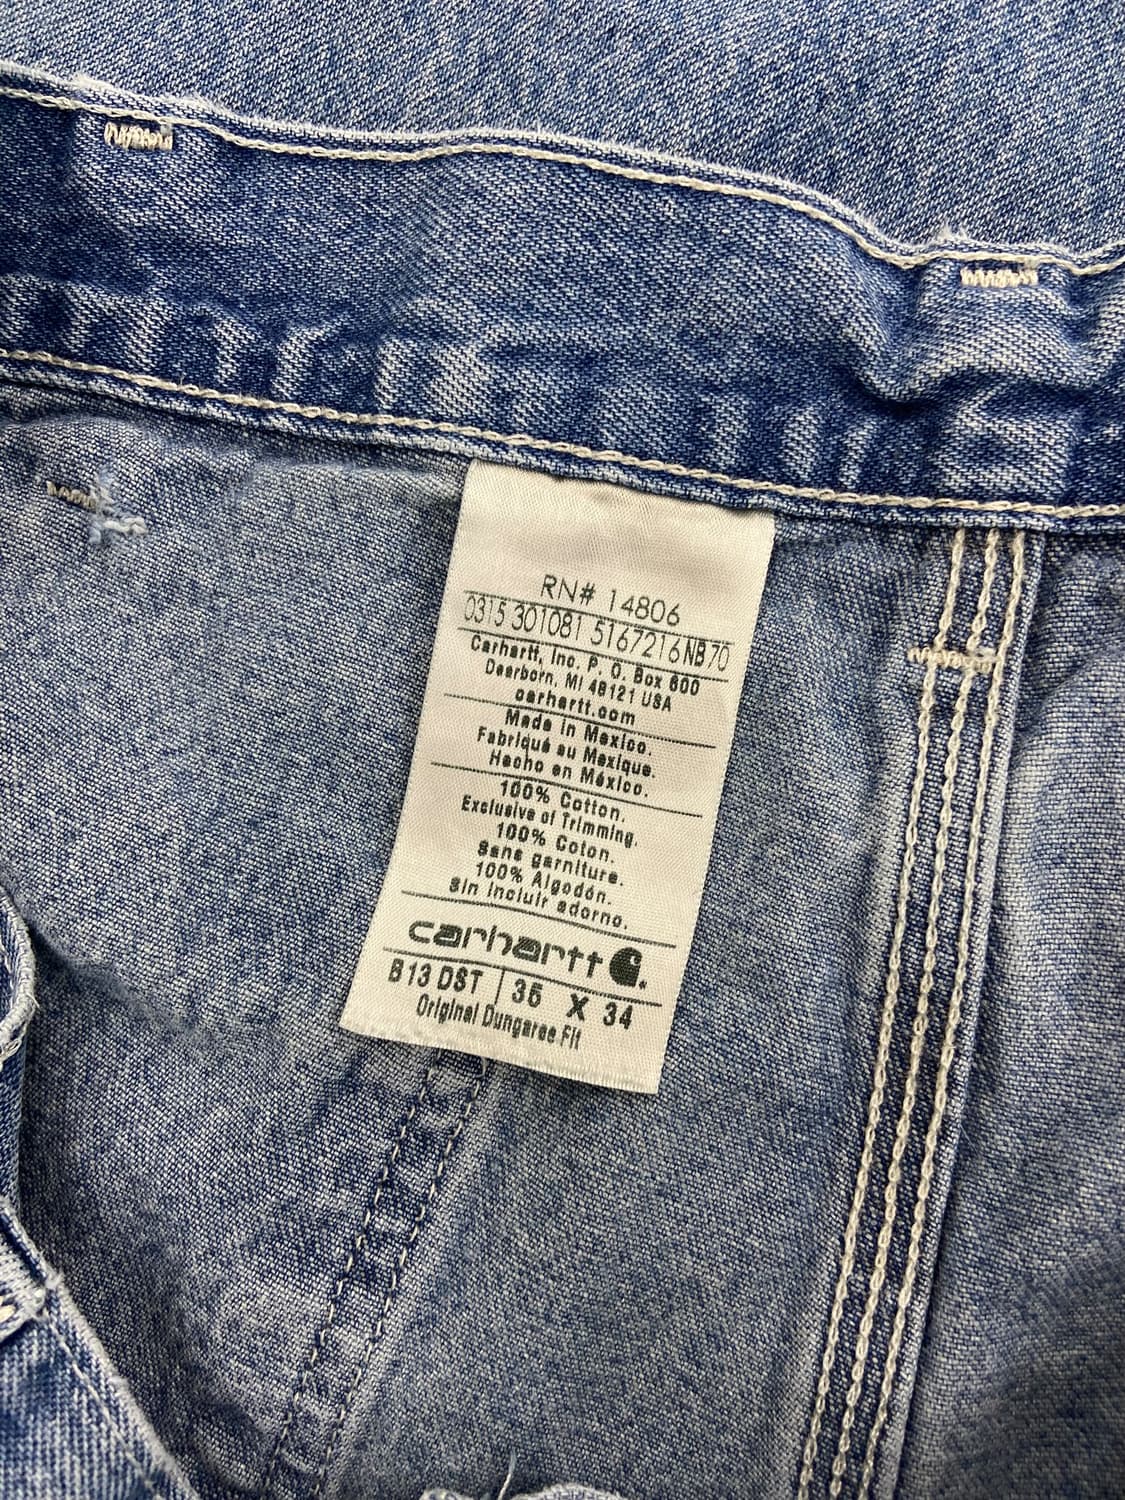 RN# 14806
0315 301081 5167216NB70
Carhartt, Inc. P. O. Box 600
Dearborn, MI 48121 USA
carhartt.com
Made in Mexico.
Fabriqué au Mexique.
Hecho en México.
100% Cotton.
Exclusive of Trimming.
100% Coton.
Sans garniture.
100% Algodón.
Sin incluir adorno.
carhartt
B13 DST 36 X 34
Original Dungaree Fit